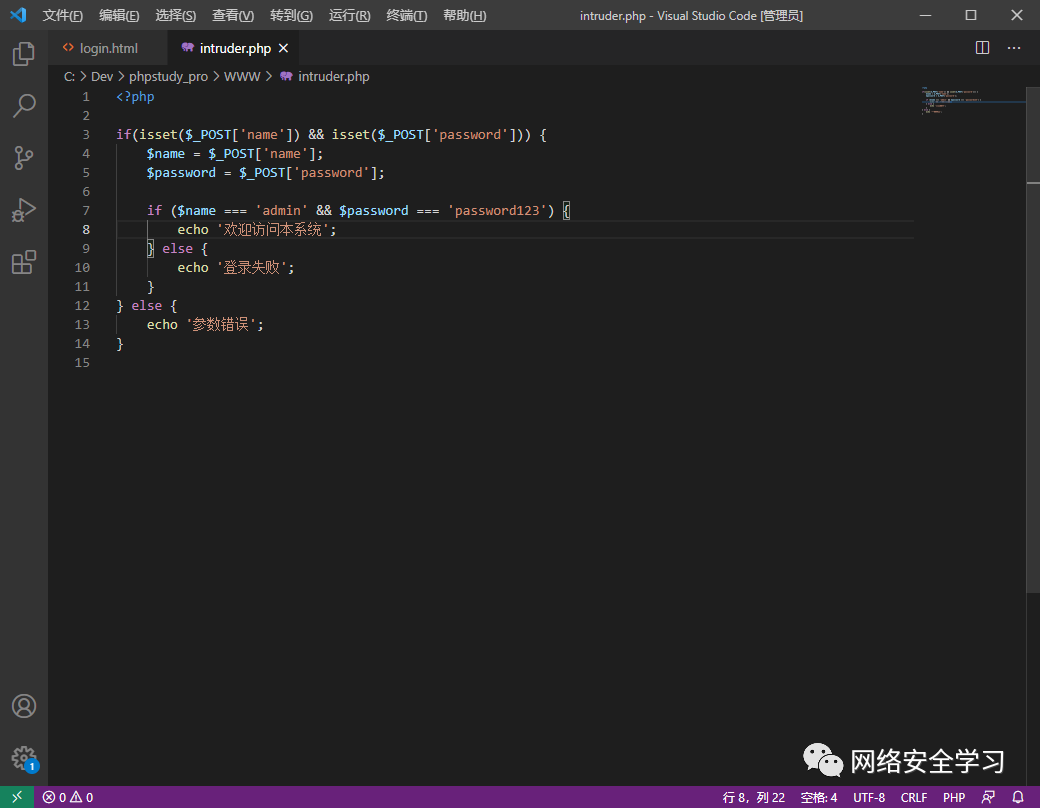 文件(F) 编辑(E) 选择(S) 查看(V) 转到(G) 运行(R) 终端(T) 帮助(H) intruder.php - Visual Studio Code [管理员]
login.html intruder.php
C: > Dev > phpstudy_pro > WWW > intruder.php
1 <?php
2
3 if(isset($_POST['name']) && isset($_POST['password'])) {
4 $name = $_POST['name'];
5 $password = $_POST['password'];
6
7 if ($name === 'admin' && $password === 'password123') {
8 echo '欢迎访问本系统';
9 } else {
10 echo '登录失败';
11 }
12 } else {
13 echo '参数错误';
14 }
15
网络安全学习
1
0 0 行 8，列 22 空格: 4 UTF-8 CRLF PHP